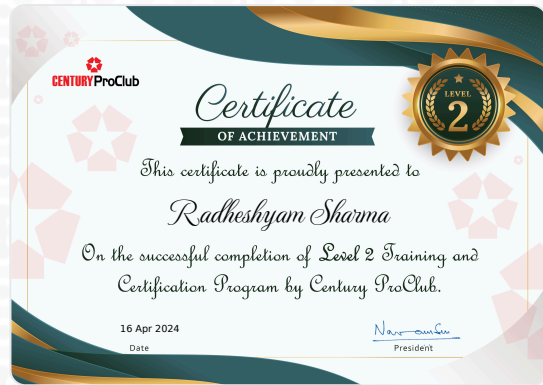 CENTURY ProClub
LEVEL
2
Certificate
OF ACHIEVEMENT
This certificate is proudly presented to
Radheshyam Sharma
On the successful completion of Level 2 Training and
Certification Program by Century ProClub.
16 Apr 2024
Date
President